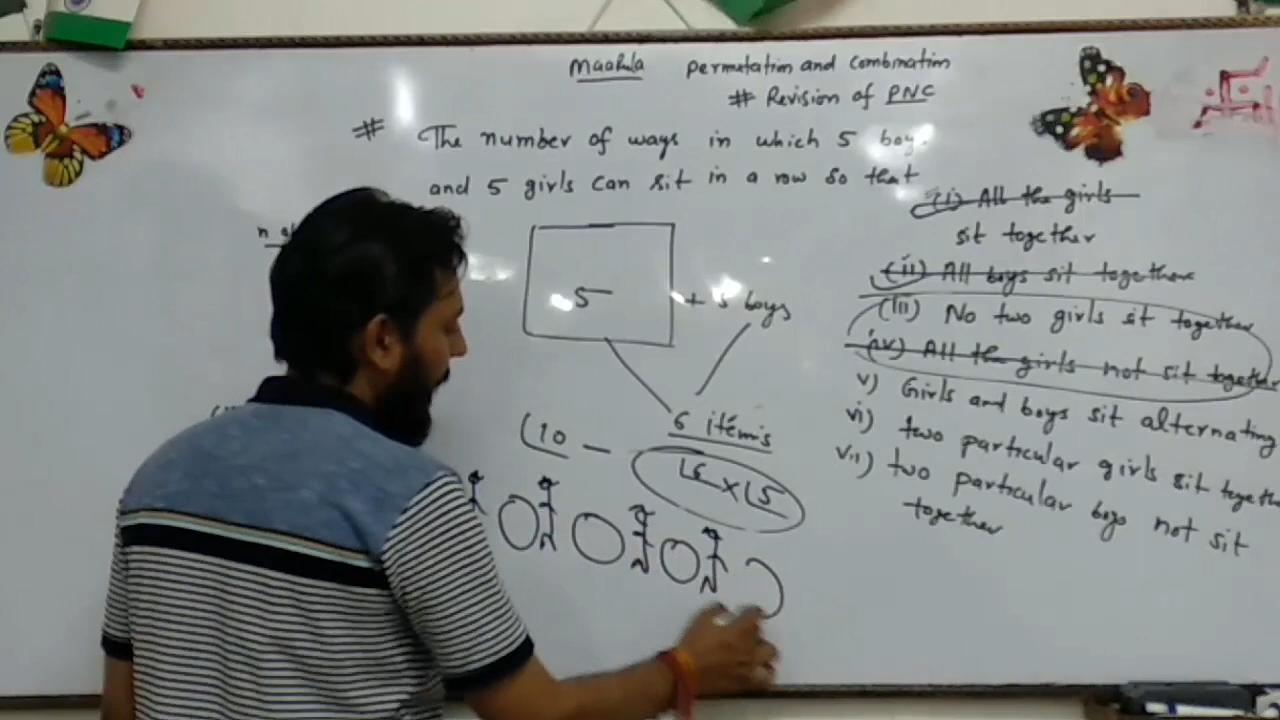 Maarula Permutation and Combination
# Revision of PNC
# The number of ways in which 5 boy.
and 5 girls can sit in a row so that
(i) All the girls
sit together
(ii) All boys sit together
(iii) No two girls sit together
(iv) All the girls not sit together
v) Girls and boys sit alternating
vi) two particular girls sit togeth
vii) two particular boys not sit
together
n
5 + 5 boys
6 items
10 —
6 × 5